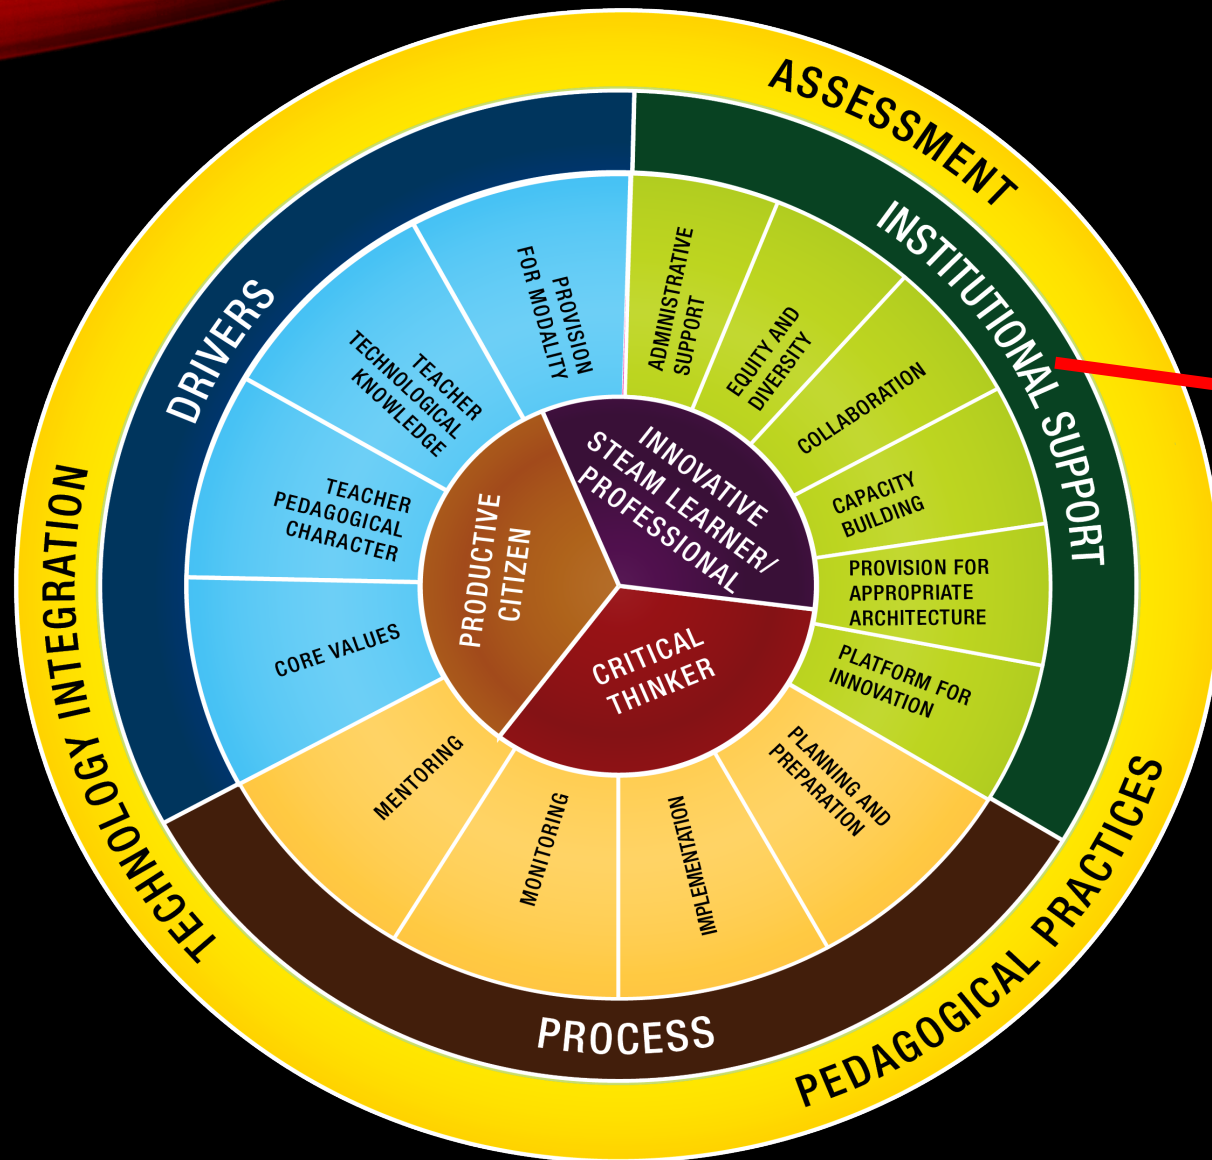 ASSESSMENT
INSTITUTIONAL SUPPORT
DRIVERS
PROVISION
FOR MODALITY
ADMINISTRATIVE
SUPPORT
EQUITY AND
DIVERSITY
COLLABORATION
CAPACITY
BUILDING
PROVISION FOR
APPROPRIATE
ARCHITECTURE
PLATFORM FOR
INNOVATION
TEACHER
TECHNOLOGICAL
KNOWLEDGE
TEACHER
PEDAGOGICAL
CHARACTER
CORE VALUES
INNOVATIVE
STEAM LEARNER/
PROFESSIONAL
PRODUCTIVE
CITIZEN
CRITICAL
THINKER
MENTORING
MONITORING
IMPLEMENTATION
PLANNING AND
PREPARATION
PROCESS
TECHNOLOGY INTEGRATION
PEDAGOGICAL PRACTICES